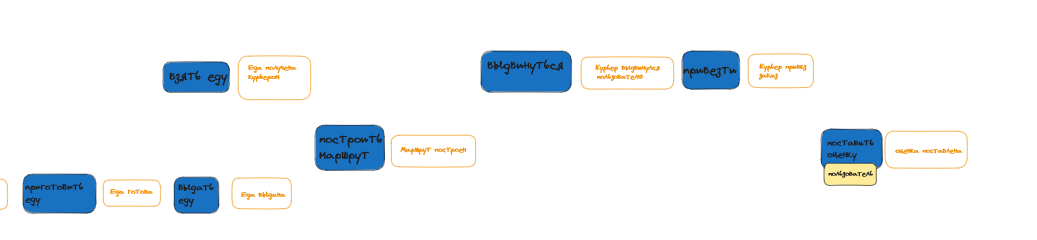 взять еду
Еда получена
курьером
выдвинуться
Курьер выдвинулся
пользователю
привезти
Курьер привёз
заказ
построить
маршрут
Маршрут построен
поставить
оценку
оценка поставлена
пользователь
приготовить
еду
Еда готова
выдать
еду
Еда выдана